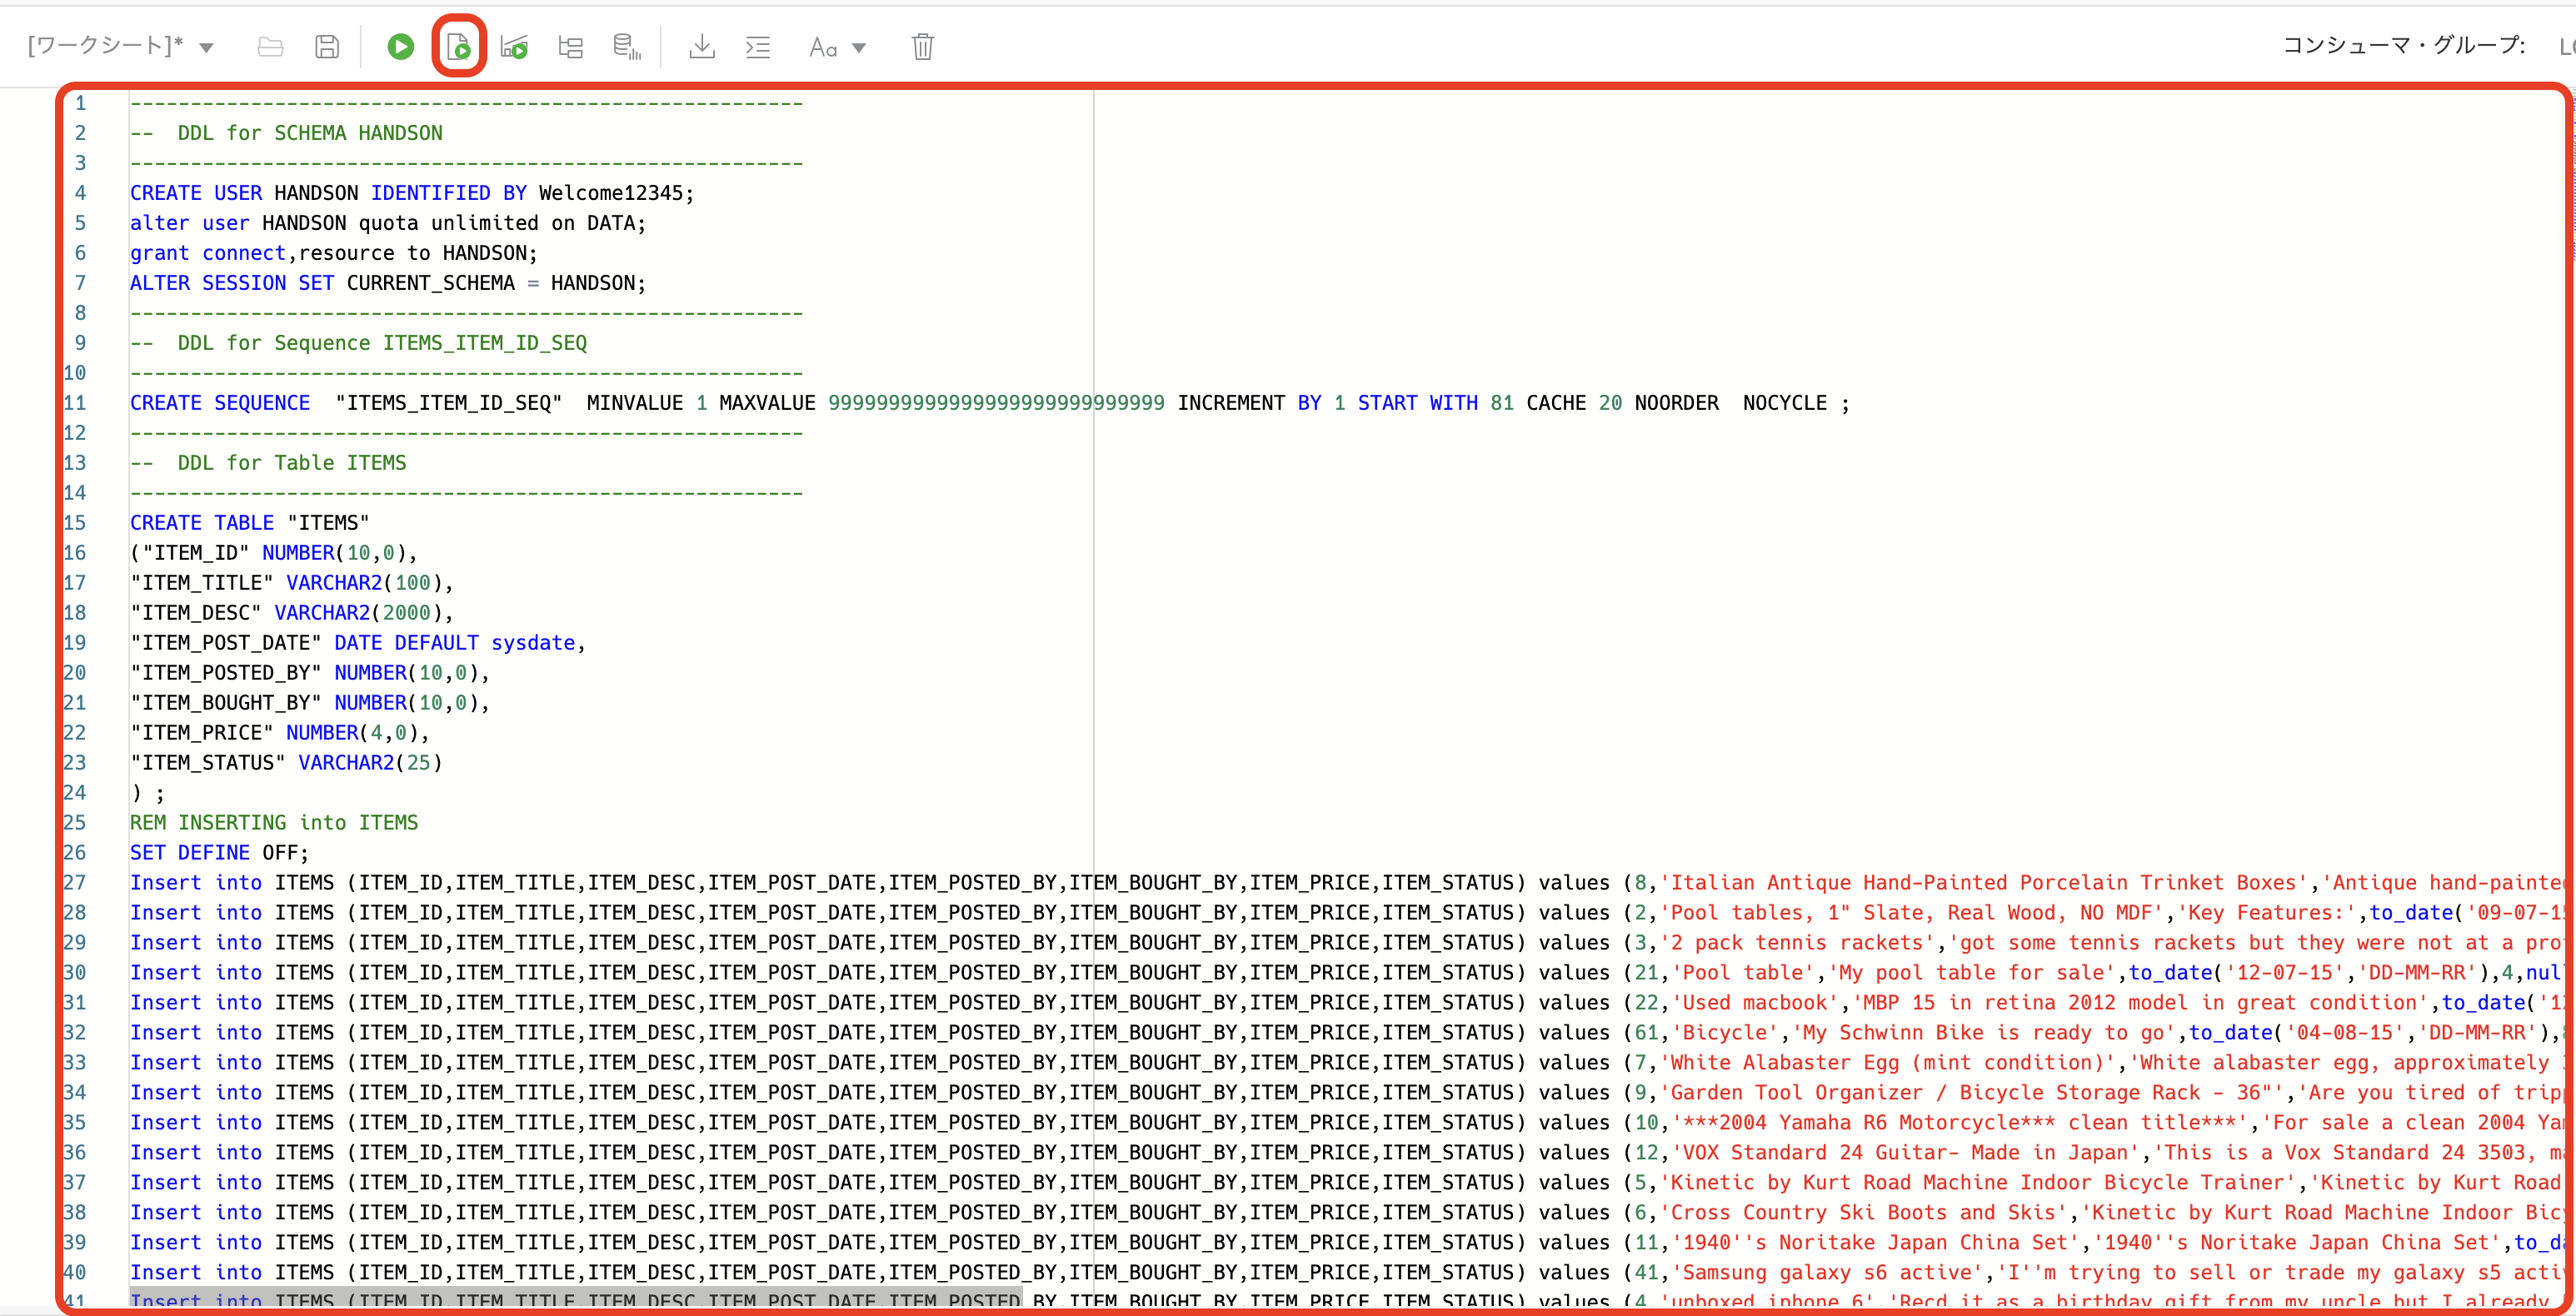 [ワークシート]* Aa コンシューマ・グループ:
1 --------------------------------------------------------
2 --  DDL for SCHEMA HANDSON
3 --------------------------------------------------------
4 CREATE USER HANDSON IDENTIFIED BY Welcome12345;
5 alter user HANDSON quota unlimited on DATA;
6 grant connect,resource to HANDSON;
7 ALTER SESSION SET CURRENT_SCHEMA = HANDSON;
8 --------------------------------------------------------
9 --  DDL for Sequence ITEMS_ITEM_ID_SEQ
10 --------------------------------------------------------
11 CREATE SEQUENCE  "ITEMS_ITEM_ID_SEQ"  MINVALUE 1 MAXVALUE 9999999999999999999999999999 INCREMENT BY 1 START WITH 81 CACHE 20 NOORDER  NOCYCLE ;
12 --------------------------------------------------------
13 --  DDL for Table ITEMS
14 --------------------------------------------------------
15 CREATE TABLE "ITEMS"
16 ("ITEM_ID" NUMBER(10,0),
17 "ITEM_TITLE" VARCHAR2(100),
18 "ITEM_DESC" VARCHAR2(2000),
19 "ITEM_POST_DATE" DATE DEFAULT sysdate,
20 "ITEM_POSTED_BY" NUMBER(10,0),
21 "ITEM_BOUGHT_BY" NUMBER(10,0),
22 "ITEM_PRICE" NUMBER(4,0),
23 "ITEM_STATUS" VARCHAR2(25)
24 ) ;
25 REM INSERTING into ITEMS
26 SET DEFINE OFF;
27 Insert into ITEMS (ITEM_ID,ITEM_TITLE,ITEM_DESC,ITEM_POST_DATE,ITEM_POSTED_BY,ITEM_BOUGHT_BY,ITEM_PRICE,ITEM_STATUS) values (8,'Italian Antique Hand-Painted Porcelain Trinket Boxes','Antique
28 Insert into ITEMS (ITEM_ID,ITEM_TITLE,ITEM_DESC,ITEM_POST_DATE,ITEM_POSTED_BY,ITEM_BOUGHT_BY,ITEM_PRICE,ITEM_STATUS) values (2,'Pool tables, 1" Slate, Real Wood, NO MDF','Key Features:',to_date('09-07-
29 Insert into ITEMS (ITEM_ID,ITEM_TITLE,ITEM_DESC,ITEM_POST_DATE,ITEM_POSTED_BY,ITEM_BOUGHT_BY,ITEM_PRICE,ITEM_STATUS) values (3,'2 pack tennis rackets','got some tennis rackets but they were not at a
30 Insert into ITEMS (ITEM_ID,ITEM_TITLE,ITEM_DESC,ITEM_POST_DATE,ITEM_POSTED_BY,ITEM_BOUGHT_BY,ITEM_PRICE,ITEM_STATUS) values (21,'Pool table','My pool table for sale',to_date('12-07-15','DD-MM-RR'),4,
31 Insert into ITEMS (ITEM_ID,ITEM_TITLE,ITEM_DESC,ITEM_POST_DATE,ITEM_POSTED_BY,ITEM_BOUGHT_BY,ITEM_PRICE,ITEM_STATUS) values (22,'Used macbook','MBP 15 in retina 2012 model in great condition',to_date('
32 Insert into ITEMS (ITEM_ID,ITEM_TITLE,ITEM_DESC,ITEM_POST_DATE,ITEM_POSTED_BY,ITEM_BOUGHT_BY,ITEM_PRICE,ITEM_STATUS) values (61,'Bicycle','My Schwinn Bike is ready to go',to_date('04-08-15','DD-MM-RR'),
33 Insert into ITEMS (ITEM_ID,ITEM_TITLE,ITEM_DESC,ITEM_POST_DATE,ITEM_POSTED_BY,ITEM_BOUGHT_BY,ITEM_PRICE,ITEM_STATUS) values (7,'White Alabaster Egg (mint condition)','White alabaster egg, approximately
34 Insert into ITEMS (ITEM_ID,ITEM_TITLE,ITEM_DESC,ITEM_POST_DATE,ITEM_POSTED_BY,ITEM_BOUGHT_BY,ITEM_PRICE,ITEM_STATUS) values (9,'Garden Tool Organizer / Bicycle Storage Rack - 36"','Are you tired of
35 Insert into ITEMS (ITEM_ID,ITEM_TITLE,ITEM_DESC,ITEM_POST_DATE,ITEM_POSTED_BY,ITEM_BOUGHT_BY,ITEM_PRICE,ITEM_STATUS) values (10,'***2004 Yamaha R6 Motorcycle*** clean title***','For sale a clean 2004
36 Insert into ITEMS (ITEM_ID,ITEM_TITLE,ITEM_DESC,ITEM_POST_DATE,ITEM_POSTED_BY,ITEM_BOUGHT_BY,ITEM_PRICE,ITEM_STATUS) values (12,'VOX Standard 24 Guitar- Made in Japan','This is a Vox Standard 24 3503,
37 Insert into ITEMS (ITEM_ID,ITEM_TITLE,ITEM_DESC,ITEM_POST_DATE,ITEM_POSTED_BY,ITEM_BOUGHT_BY,ITEM_PRICE,ITEM_STATUS) values (5,'Kinetic by Kurt Road Machine Indoor Bicycle Trainer','Kinetic by Kurt Road
38 Insert into ITEMS (ITEM_ID,ITEM_TITLE,ITEM_DESC,ITEM_POST_DATE,ITEM_POSTED_BY,ITEM_BOUGHT_BY,ITEM_PRICE,ITEM_STATUS) values (6,'Cross Country Ski Boots and Skis','Kinetic by Kurt Road Machine Indoor
39 Insert into ITEMS (ITEM_ID,ITEM_TITLE,ITEM_DESC,ITEM_POST_DATE,ITEM_POSTED_BY,ITEM_BOUGHT_BY,ITEM_PRICE,ITEM_STATUS) values (11,'1940''s Noritake Japan China Set','1940''s Noritake Japan China Set',
40 Insert into ITEMS (ITEM_ID,ITEM_TITLE,ITEM_DESC,ITEM_POST_DATE,ITEM_POSTED_BY,ITEM_BOUGHT_BY,ITEM_PRICE,ITEM_STATUS) values (41,'Samsung galaxy s6 active','I''m trying to sell or trade my galaxy s5
41 Insert into ITEMS (ITEM_ID,ITEM_TITLE,ITEM_DESC,ITEM_POST_DATE,ITEM_POSTED_BY,ITEM_BOUGHT_BY,ITEM_PRICE,ITEM_STATUS) values (4,'unboxed iphone 6','Recd it as a birthday gift from my uncle but I already